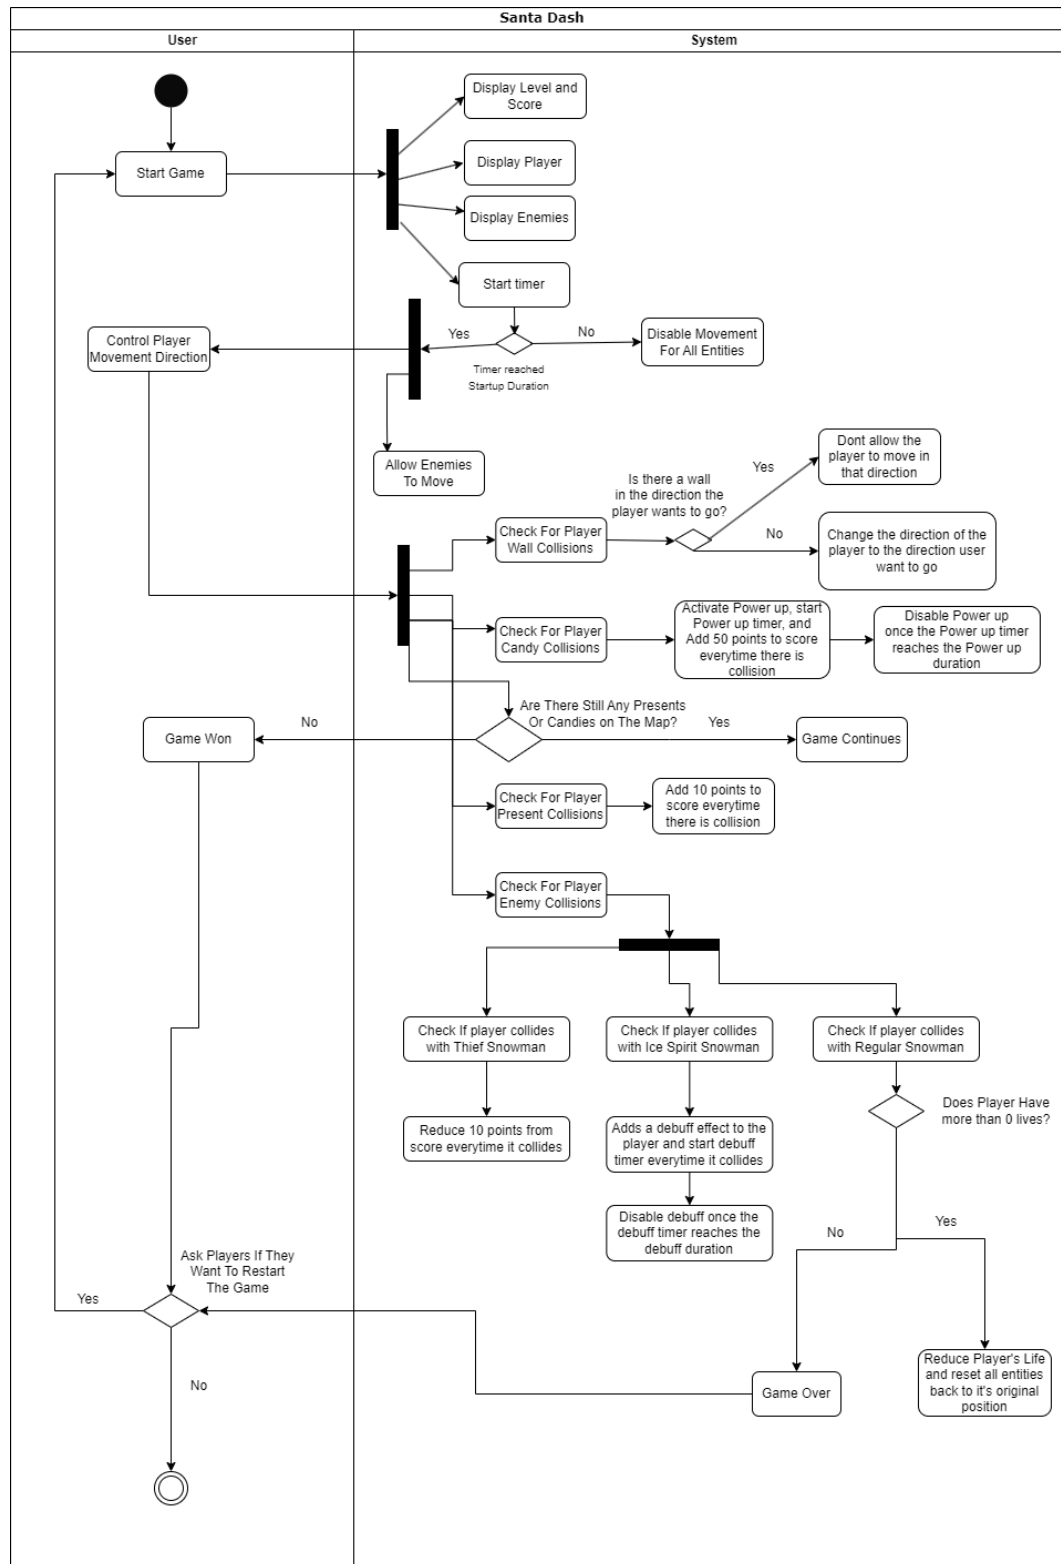 Santa Dash
User
System
Display Level and
Score
Start Game
Display Player
Display Enemies
Start timer
Control Player
Movement Direction
Yes
No
Timer reached
Startup Duration
Disable Movement
For All Entities
Allow Enemies
To Move
Is there a wall
in the direction the
player wants to go?
Yes
Dont allow the
player to move in
that direction
Check For Player
Wall Collisions
No
Change the direction of the
player to the direction user
want to go
Check For Player
Candy Collisions
Activate Power up, start
Power up timer, and
Add 50 points to score
everytime there is
collision
Disable Power up
once the Power up timer
reaches the Power up
duration
Are There Still Any Presents
Or Candies on The Map?
No
Yes
Game Won
Game Continues
Check For Player
Present Collisions
Add 10 points to
score everytime
there is collision
Check For Player
Enemy Collisions
Check If player collides
with Thief Snowman
Check If player collides
with Ice Spirit Snowman
Check If player collides
with Regular Snowman
Does Player Have
more than 0 lives?
Reduce 10 points from
score everytime it collides
Adds a debuff effect to the
player and start debuff
timer everytime it collides
Disable debuff once the
debuff timer reaches the
debuff duration
No
Yes
Ask Players If They
Want To Restart
The Game
Yes
No
Game Over
Reduce Player's Life
and reset all entities
back to it's original
position